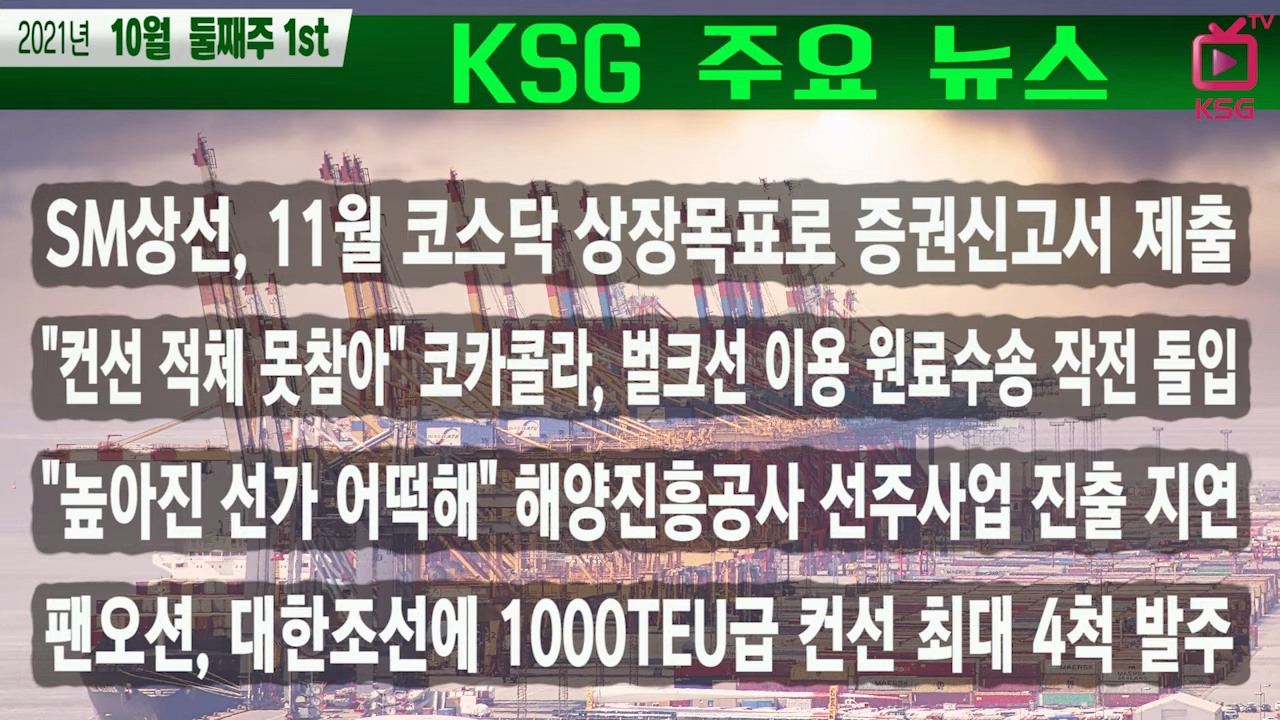 2021년 10월 둘째주 1st
KSG 주요 뉴스
TV
KSG
SM상선, 11월 코스닥 상장목표로 증권신고서 제출
"컨선 적체 못참아" 코카콜라, 벌크선 이용 원료수송 작전 돌입
"높아진 선가 어떡해" 해양진흥공사 선주사업 진출 지연
팬오션, 대한조선에 1000TEU급 컨선 최대 4척 발주
MAERSK
MAERSK